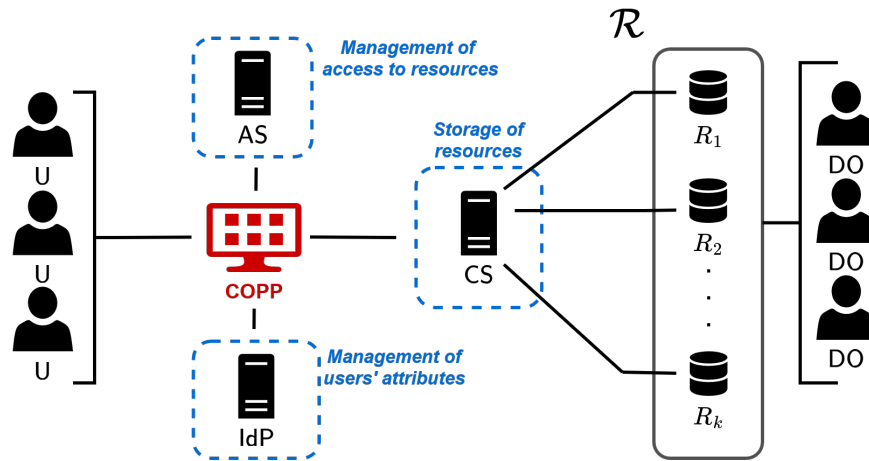 ℛ
Management of
access to resources
AS
Storage of
resources
R₁
U
DO
R₂
U
DO
COPP
CS
.
.
.
U
DO
Management of
users' attributes
IdP
Rₖ